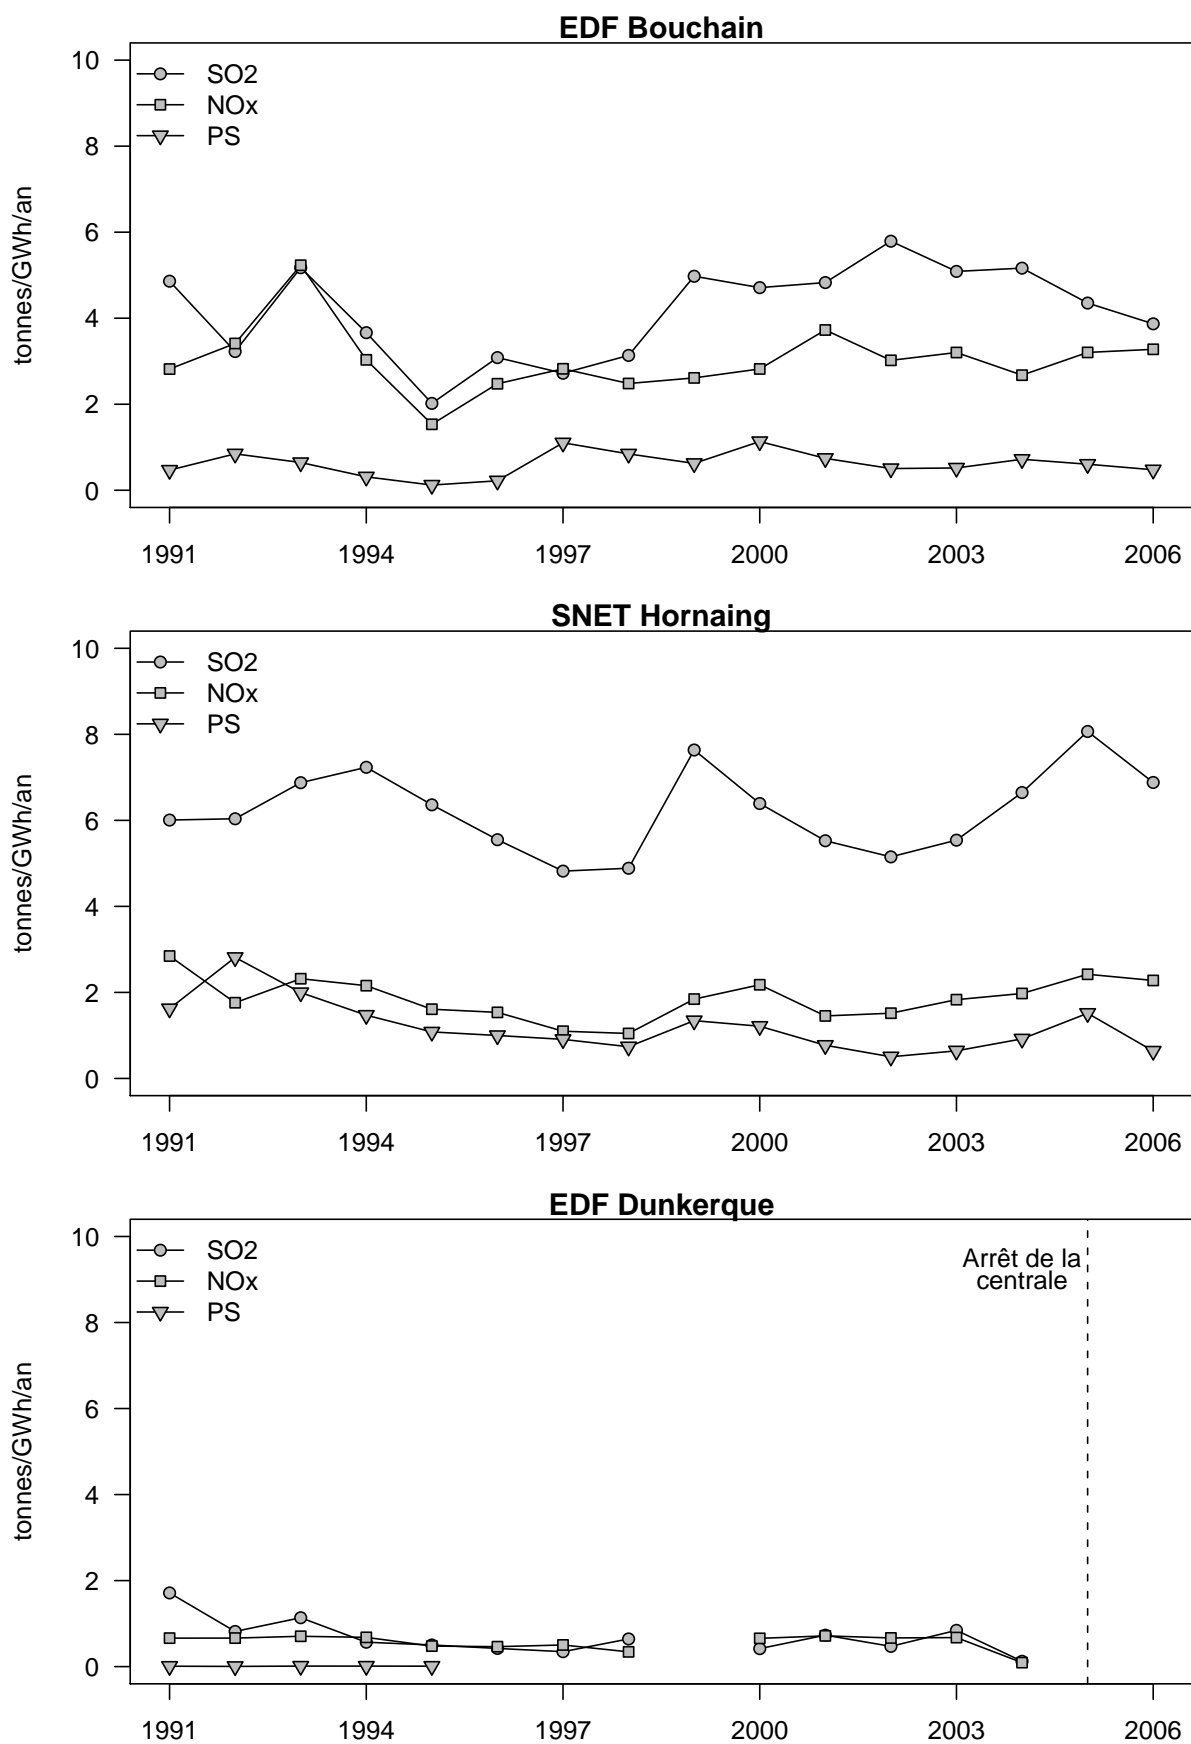 EDF Bouchain
SO2
NOx
PS
tonnes/GWh/an
10
8
6
4
2
0
1991 1994 1997 2000 2003 2006
SNET Hornaing
SO2
NOx
PS
tonnes/GWh/an
10
8
6
4
2
0
1991 1994 1997 2000 2003 2006
EDF Dunkerque
SO2
NOx
PS
Arrêt de la
centrale
tonnes/GWh/an
10
8
6
4
2
0
1991 1994 1997 2000 2003 2006